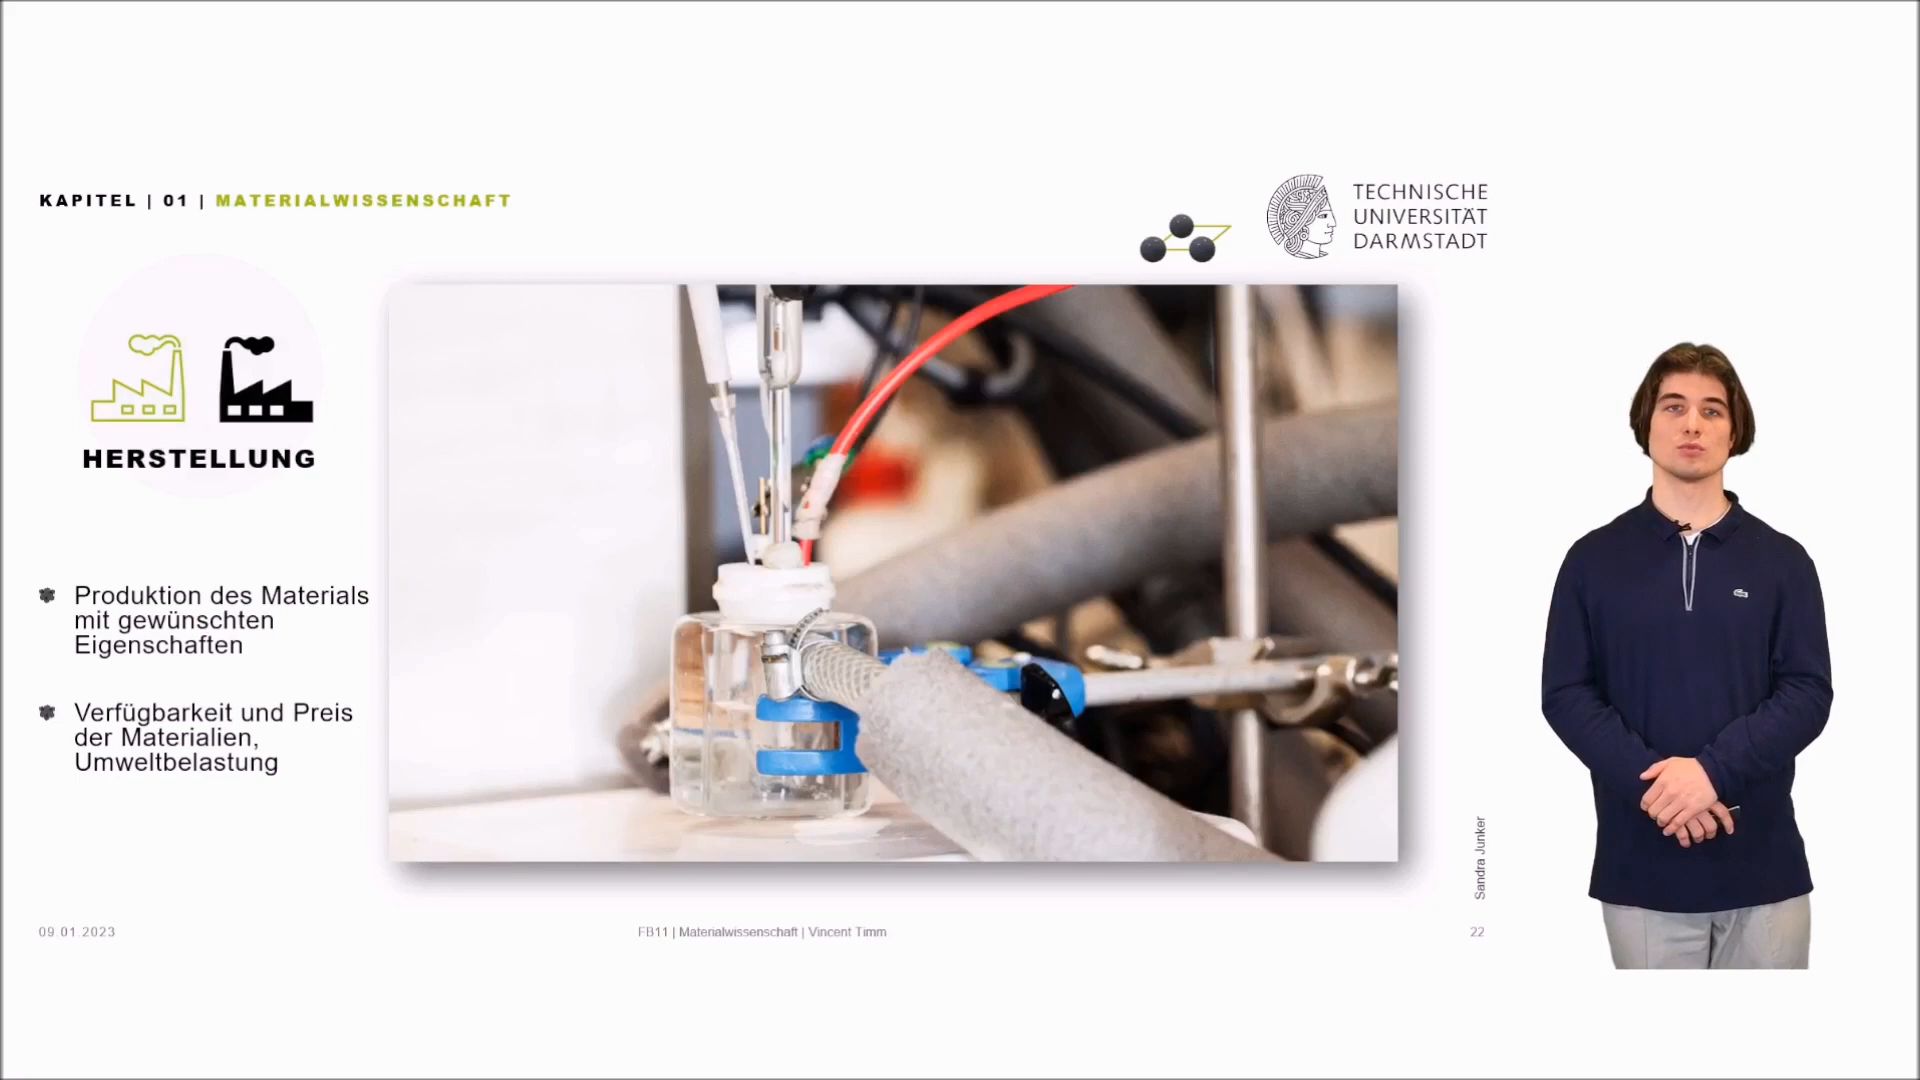 KAPITEL | 01 | MATERIALWISSENSCHAFT
TECHNISCHE
UNIVERSITÄT
DARMSTADT
HERSTELLUNG
Produktion des Materials
mit gewünschten
Eigenschaften
Verfügbarkeit und Preis
der Materialien,
Umweltbelastung
Sandra Junker
09.01.2023
FB11 | Materialwissenschaft | Vincent Timm
22